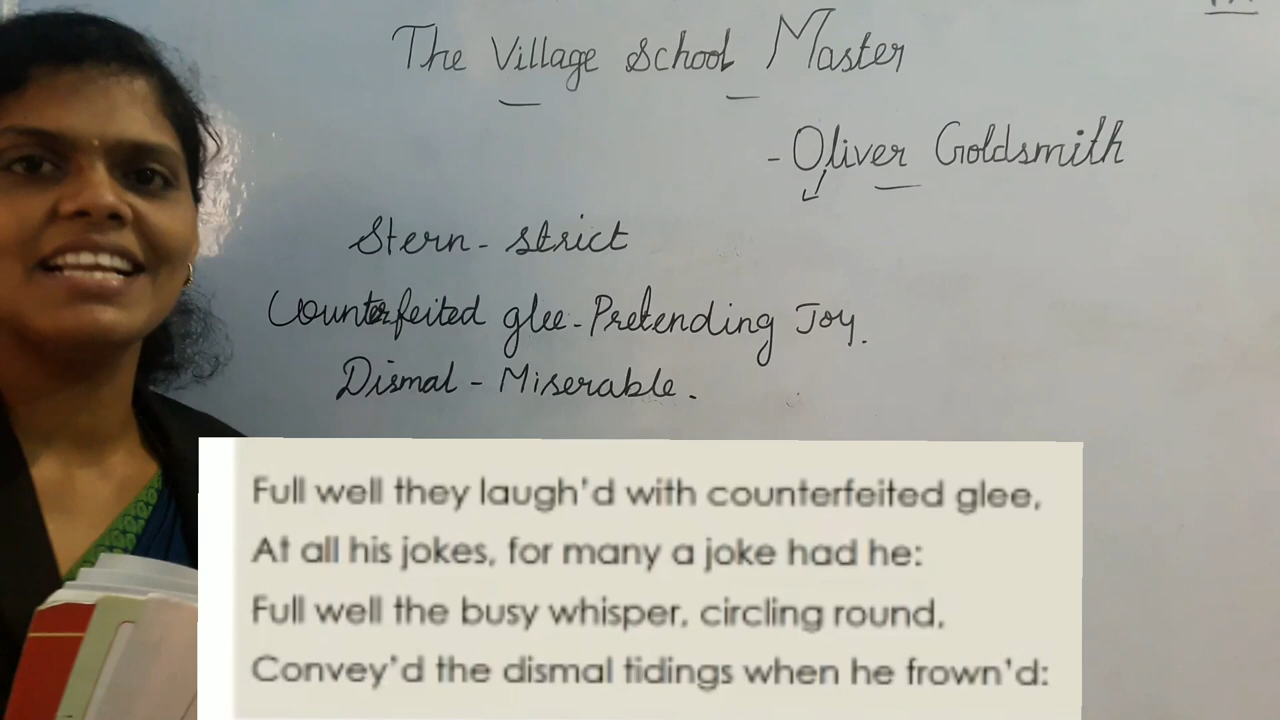 The Village School Master
- Oliver Goldsmith
Stern - strict
Counterfeited glee - Pretending Joy.
Dismal - Miserable.
Full well they laugh'd with counterfeited glee,
At all his jokes, for many a joke had he:
Full well the busy whisper, circling round,
Convey'd the dismal tidings when he frown'd: